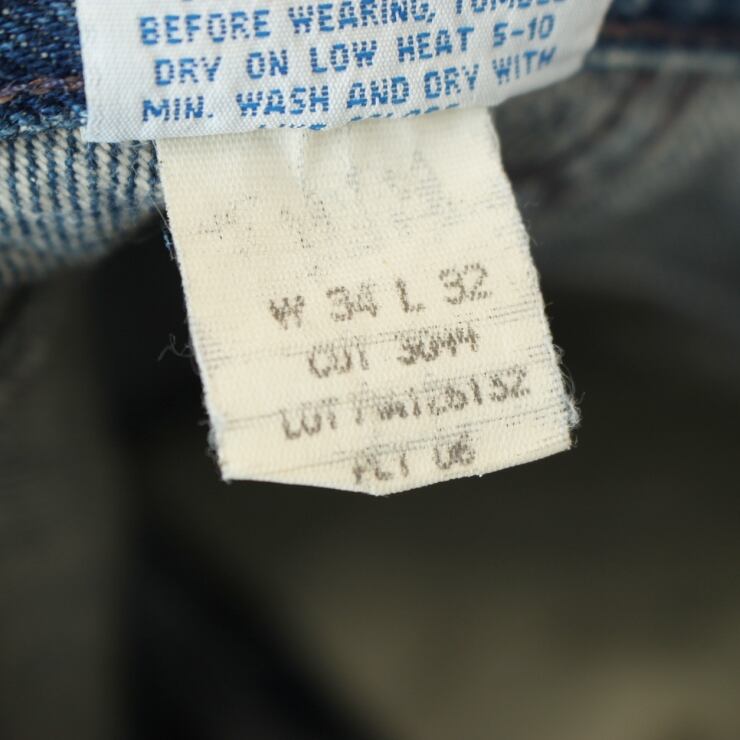 BEFORE WEARING, TUMBLE
DRY ON LOW HEAT 5-10
MIN. WASH AND DRY WITH
W 34 L 32
CUT 3044
LOT
PLT 06